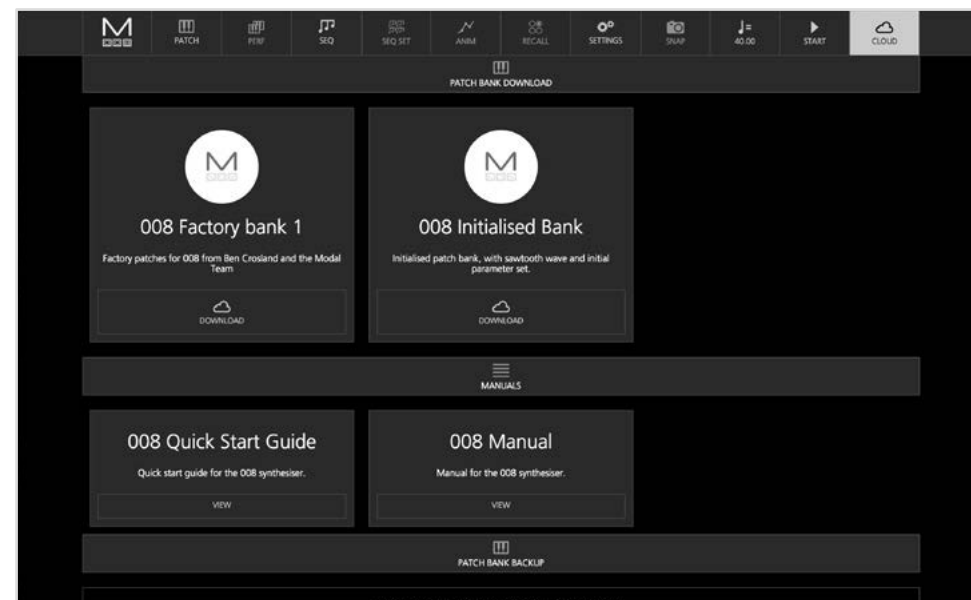 M
PATCH
PERF
SEQ
SEQ SET
ANIM
RECALL
SETTINGS
SNAP
= 40.00
START
CLOUD
PATCH BANK DOWNLOAD
M
008 Factory bank 1
Factory patches for 008 from Ben Crosland and the Modal
Team
DOWNLOAD
M
008 Initialised Bank
Initialised patch bank, with sawtooth wave and initial
parameter set.
DOWNLOAD
MANUALS
008 Quick Start Guide
Quick start guide for the 008 synthesiser.
VIEW
008 Manual
Manual for the 008 synthesiser.
VIEW
PATCH BANK BACKUP